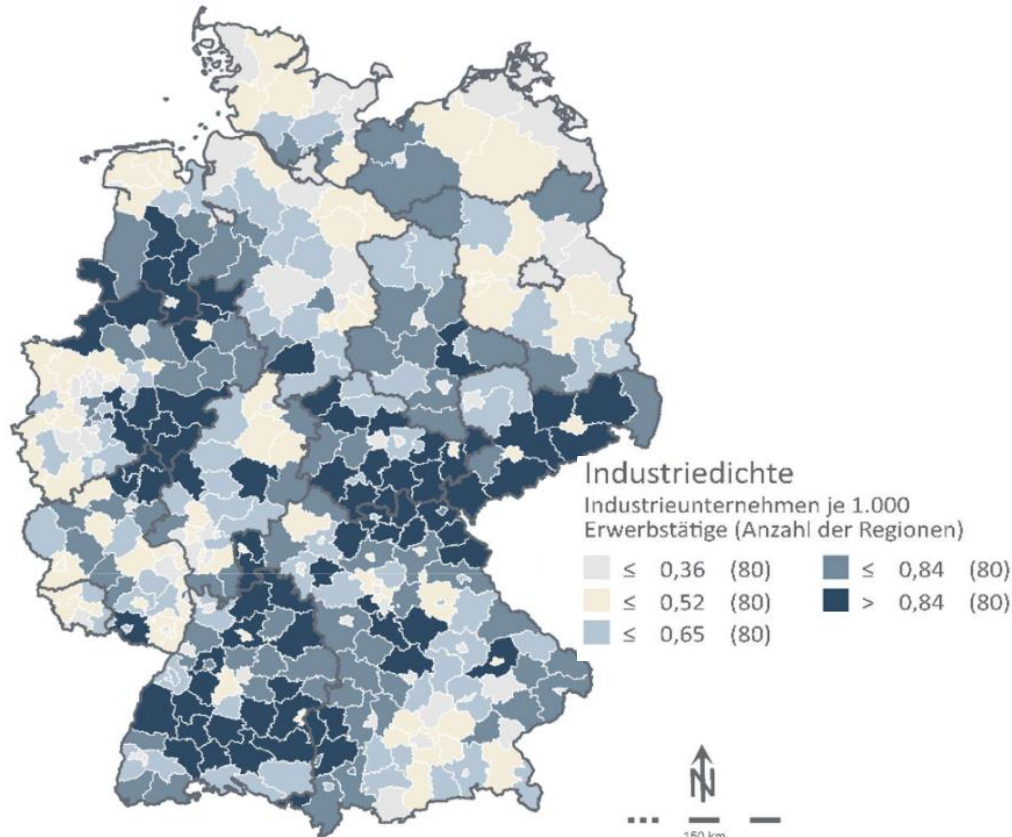 Industriedichte
Industrieunternehmen je 1.000
Erwerbstätige (Anzahl der Regionen)
≤ 0,36 (80) ≤ 0,84 (80)
≤ 0,52 (80) > 0,84 (80)
≤ 0,65 (80)
N
150 km